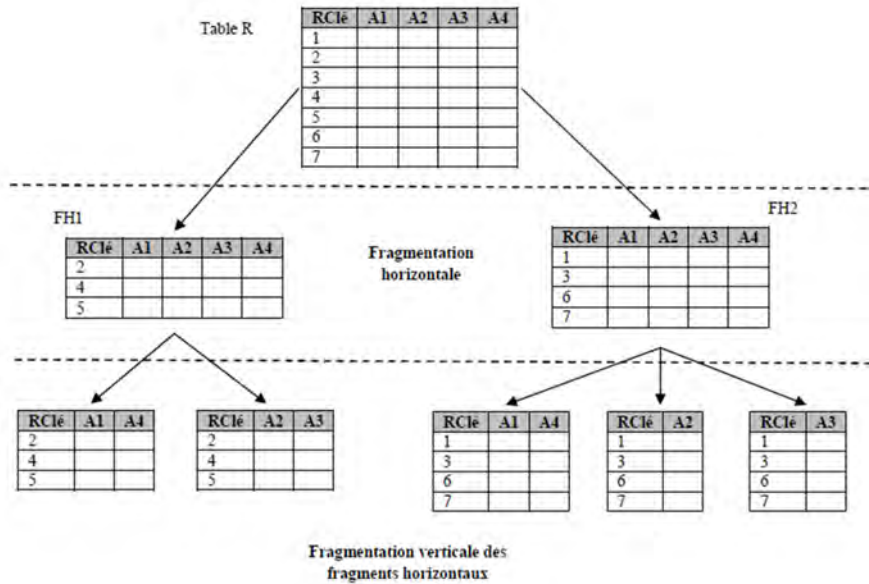 Table R
RClé A1 A2 A3 A4
1
2
3
4
5
6
7
FH1
RClé A1 A2 A3 A4
2
4
5
Fragmentation
horizontale
FH2
RClé A1 A2 A3 A4
1
3
6
7
RClé A1 A4
2
4
5
RClé A2 A3
2
4
5
RClé A1 A4
1
3
6
7
RClé A2
1
3
6
7
RClé A3
1
3
6
7
Fragmentation verticale des
fragments horizontaux